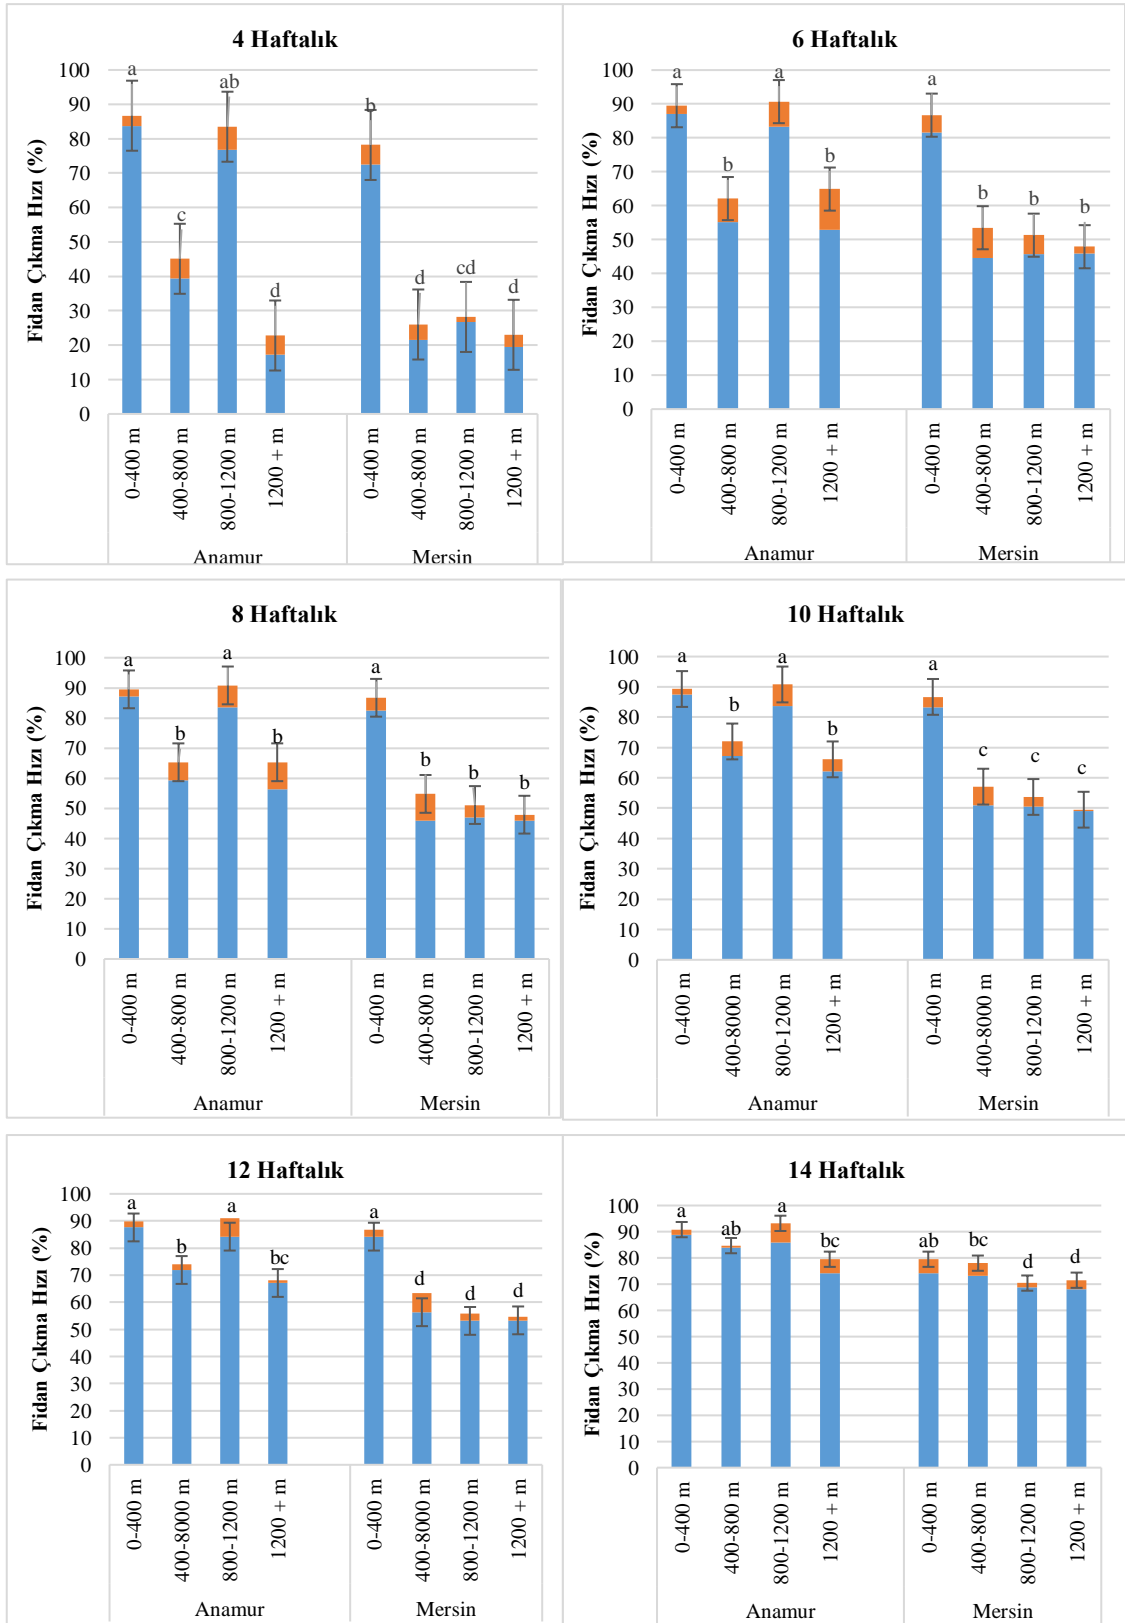 4 Haftalık
Fidan Çıkma Hızı (%)
100
90
80
70
60
50
40
30
20
10
0
a
c
ab
d
b
d
cd
d
0-400 m
400-800 m
800-1200 m
1200 + m
0-400 m
400-800 m
800-1200 m
1200 + m
Anamur
Mersin
6 Haftalık
Fidan Çıkma Hızı (%)
100
90
80
70
60
50
40
30
20
10
0
a
b
a
b
a
b
b
b
0-400 m
400-800 m
800-1200 m
1200 + m
0-400 m
400-800 m
800-1200 m
1200 + m
Anamur
Mersin
8 Haftalık
Fidan Çıkma Hızı (%)
100
90
80
70
60
50
40
30
20
10
0
a
b
a
b
a
b
b
b
0-400 m
400-800 m
800-1200 m
1200 + m
0-400 m
400-800 m
800-1200 m
1200 + m
Anamur
Mersin
10 Haftalık
Fidan Çıkma Hızı (%)
100
90
80
70
60
50
40
30
20
10
0
a
b
a
b
a
c
c
c
0-400 m
400-8000 m
800-1200 m
1200 + m
0-400 m
400-8000 m
800-1200 m
1200 + m
Anamur
Mersin
12 Haftalık
Fidan Çıkma Hızı (%)
100
90
80
70
60
50
40
30
20
10
0
a
b
a
bc
a
d
d
d
0-400 m
400-8000 m
800-1200 m
1200 + m
0-400 m
400-8000 m
800-1200 m
1200 + m
Anamur
Mersin
14 Haftalık
Fidan Çıkma Hızı (%)
100
90
80
70
60
50
40
30
20
10
0
a
ab
a
bc
ab
bc
d
d
0-400 m
400-800 m
800-1200 m
1200 + m
0-400 m
400-800 m
800-1200 m
1200 + m
Anamur
Mersin